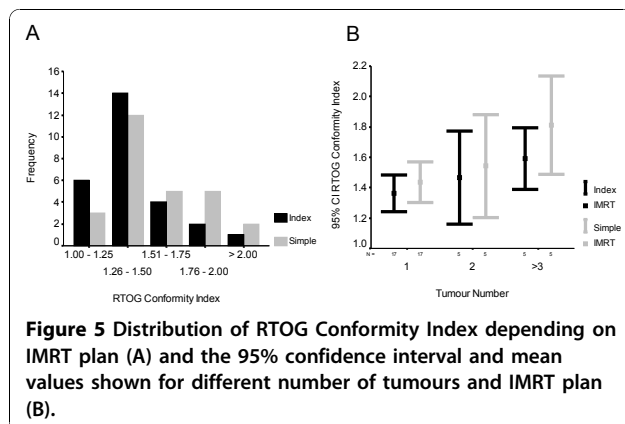 A
16
14
12
10
8
6
4
2
0
Frequency
1.00 - 1.25
1.51 - 1.75
> 2.00
1.26 - 1.50
1.76 - 2.00
RTOG Conformity Index
Index
Simple
B
2.2
2.0
1.8
1.6
1.4
1.2
1.0
95% CI RTOG Conformity Index
N = 17 17 5 5 5 5
1 2 >3
Tumour Number
Index
IMRT
Simple
IMRT
Figure 5 Distribution of RTOG Conformity Index depending on
IMRT plan (A) and the 95% confidence interval and mean
values shown for different number of tumours and IMRT plan
(B).